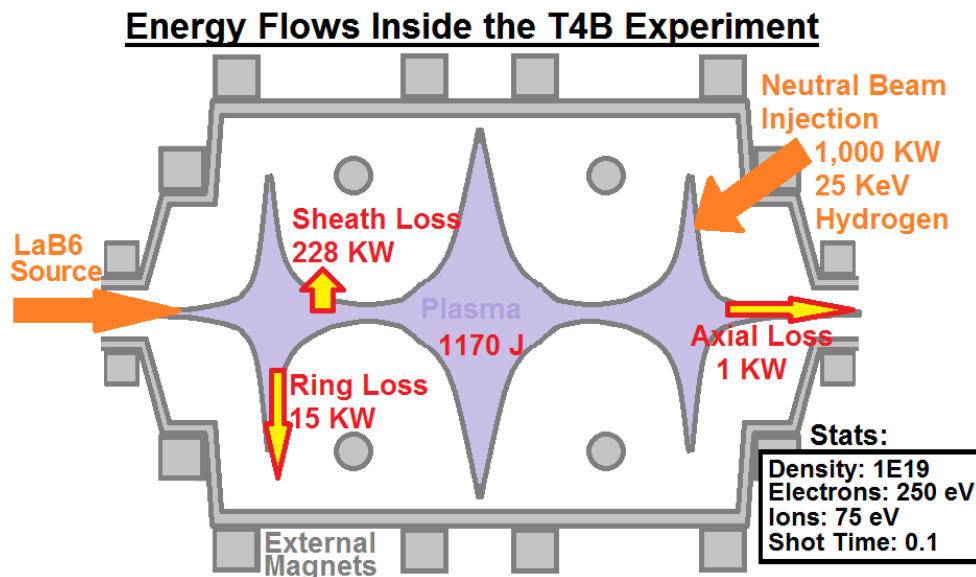 Energy Flows Inside the T4B Experiment
Neutral Beam
Injection
1,000 KW
25 KeV
Hydrogen
LaB6
Source
Sheath Loss
228 KW
Plasma
1170 J
Axial Loss
1 KW
Ring Loss
15 KW
Stats:
Density: 1E19
Electrons: 250 eV
Ions: 75 eV
Shot Time: 0.1
External
Magnets